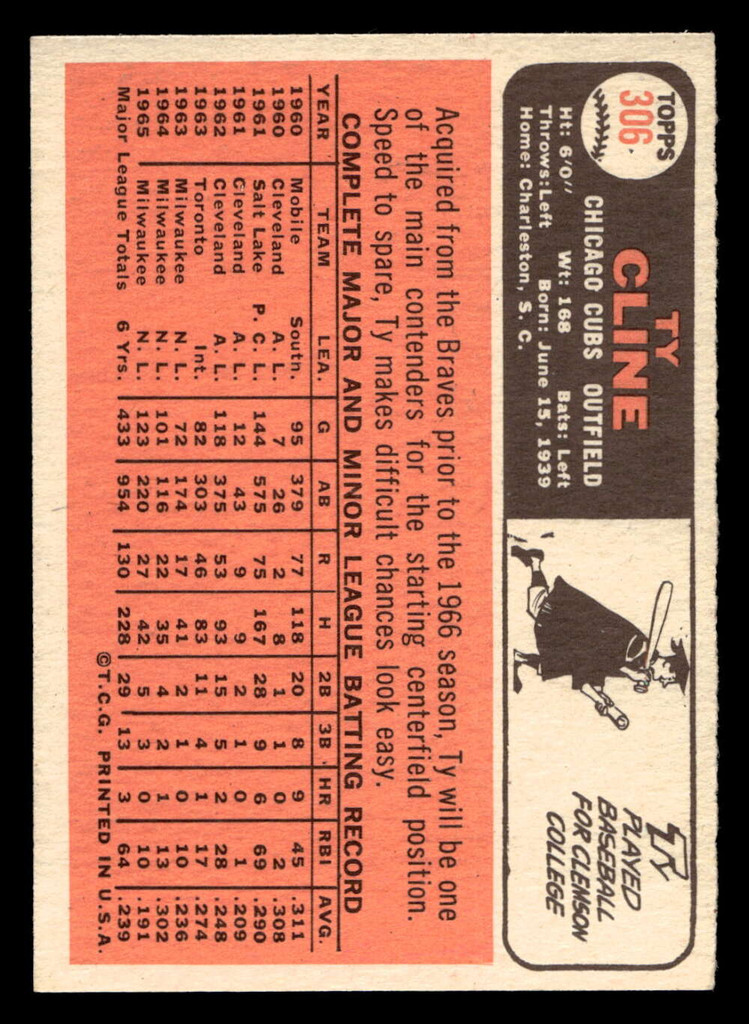 TOPPS
306
TY
CLINE
CHICAGO CUBS OUTFIELD
Ht: 6'0" Wt: 168 Bats: Left
Throws: Left Born: June 15, 1939
Home: Charleston, S. C.
TY
PLAYED
BASEBALL
FOR CLEMSON
COLLEGE
Acquired from the Braves prior to the 1966 season, Ty will be one
of the main contenders for the starting centerfield position.
Speed to spare, Ty makes difficult chances look easy.
COMPLETE MAJOR AND MINOR LEAGUE BATTING RECORD
YEAR TEAM LEA. G AB R H 2B 3B HR RBI AVG.
1960 Mobile South. 95 379 77 118 20 8 9 45 .311
1960 Cleveland A. L. 7 26 2 8 1 1 0 2 .308
1961 Salt Lake P. C. L. 144 575 75 167 28 9 6 69 .290
1961 Cleveland A. L. 12 43 9 9 2 1 0 1 .209
1962 Cleveland A. L. 118 375 53 93 15 5 2 28 .248
1963 Toronto Int. 82 303 46 83 11 4 1 17 .274
1963 Milwaukee N. L. 72 174 17 41 2 1 0 10 .236
1964 Milwaukee N. L. 101 116 22 35 4 2 1 13 .302
1965 Milwaukee N. L. 123 220 27 42 5 3 0 10 .191
Major League Totals 6 Yrs. 433 954 130 228 29 13 3 64 .239
©T.C.G. PRINTED IN U.S.A.